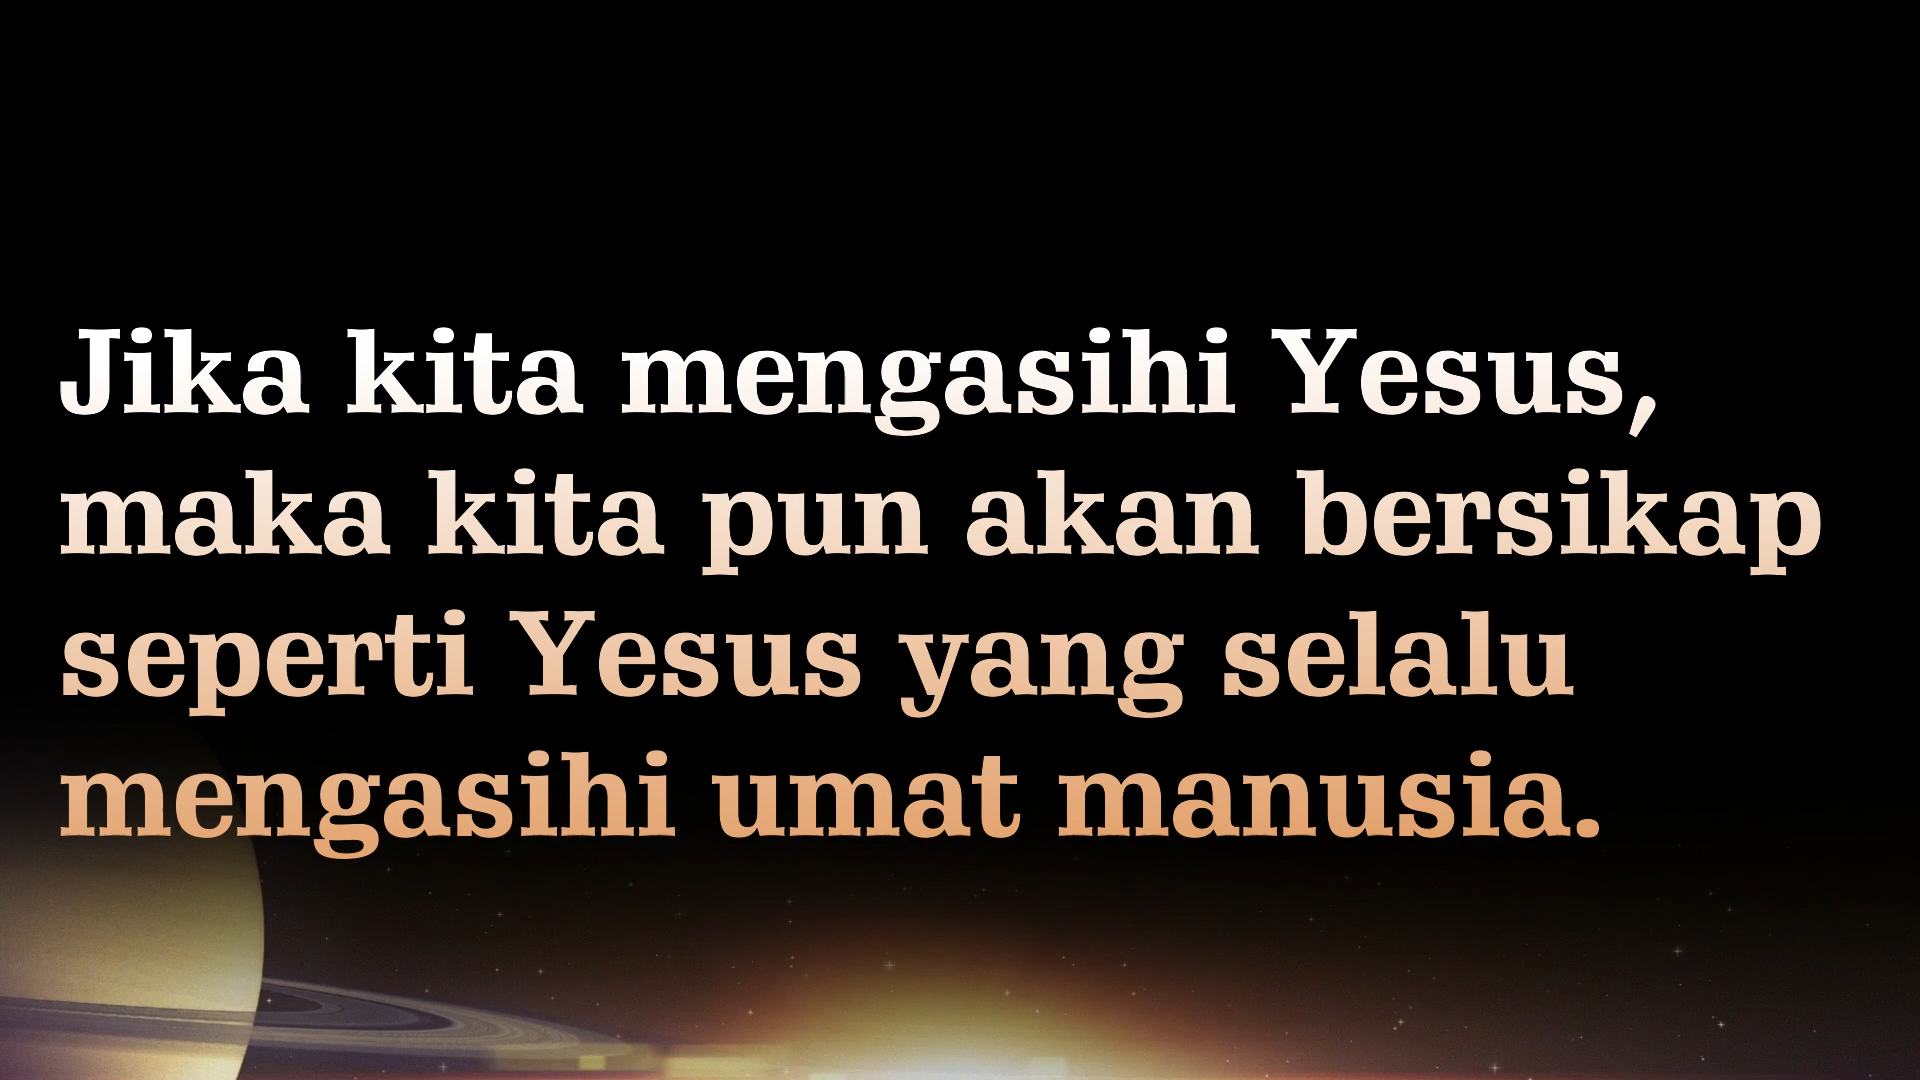 Jika kita mengasihi Yesus,
maka kita pun akan bersikap
seperti Yesus yang selalu
mengasihi umat manusia.